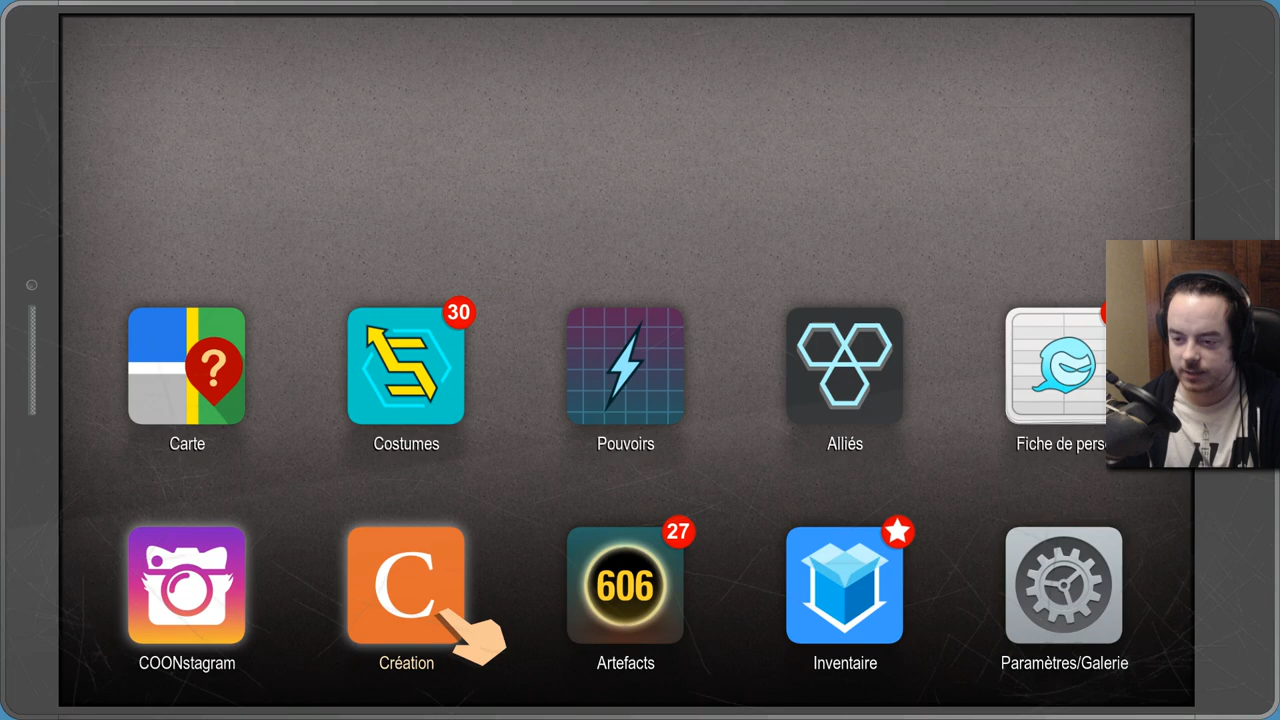 ?
30
Carte
Costumes
Pouvoirs
Alliés
Fiche de pers
C
27
606
COONstagram
Création
Artefacts
Inventaire
Paramètres/Galerie